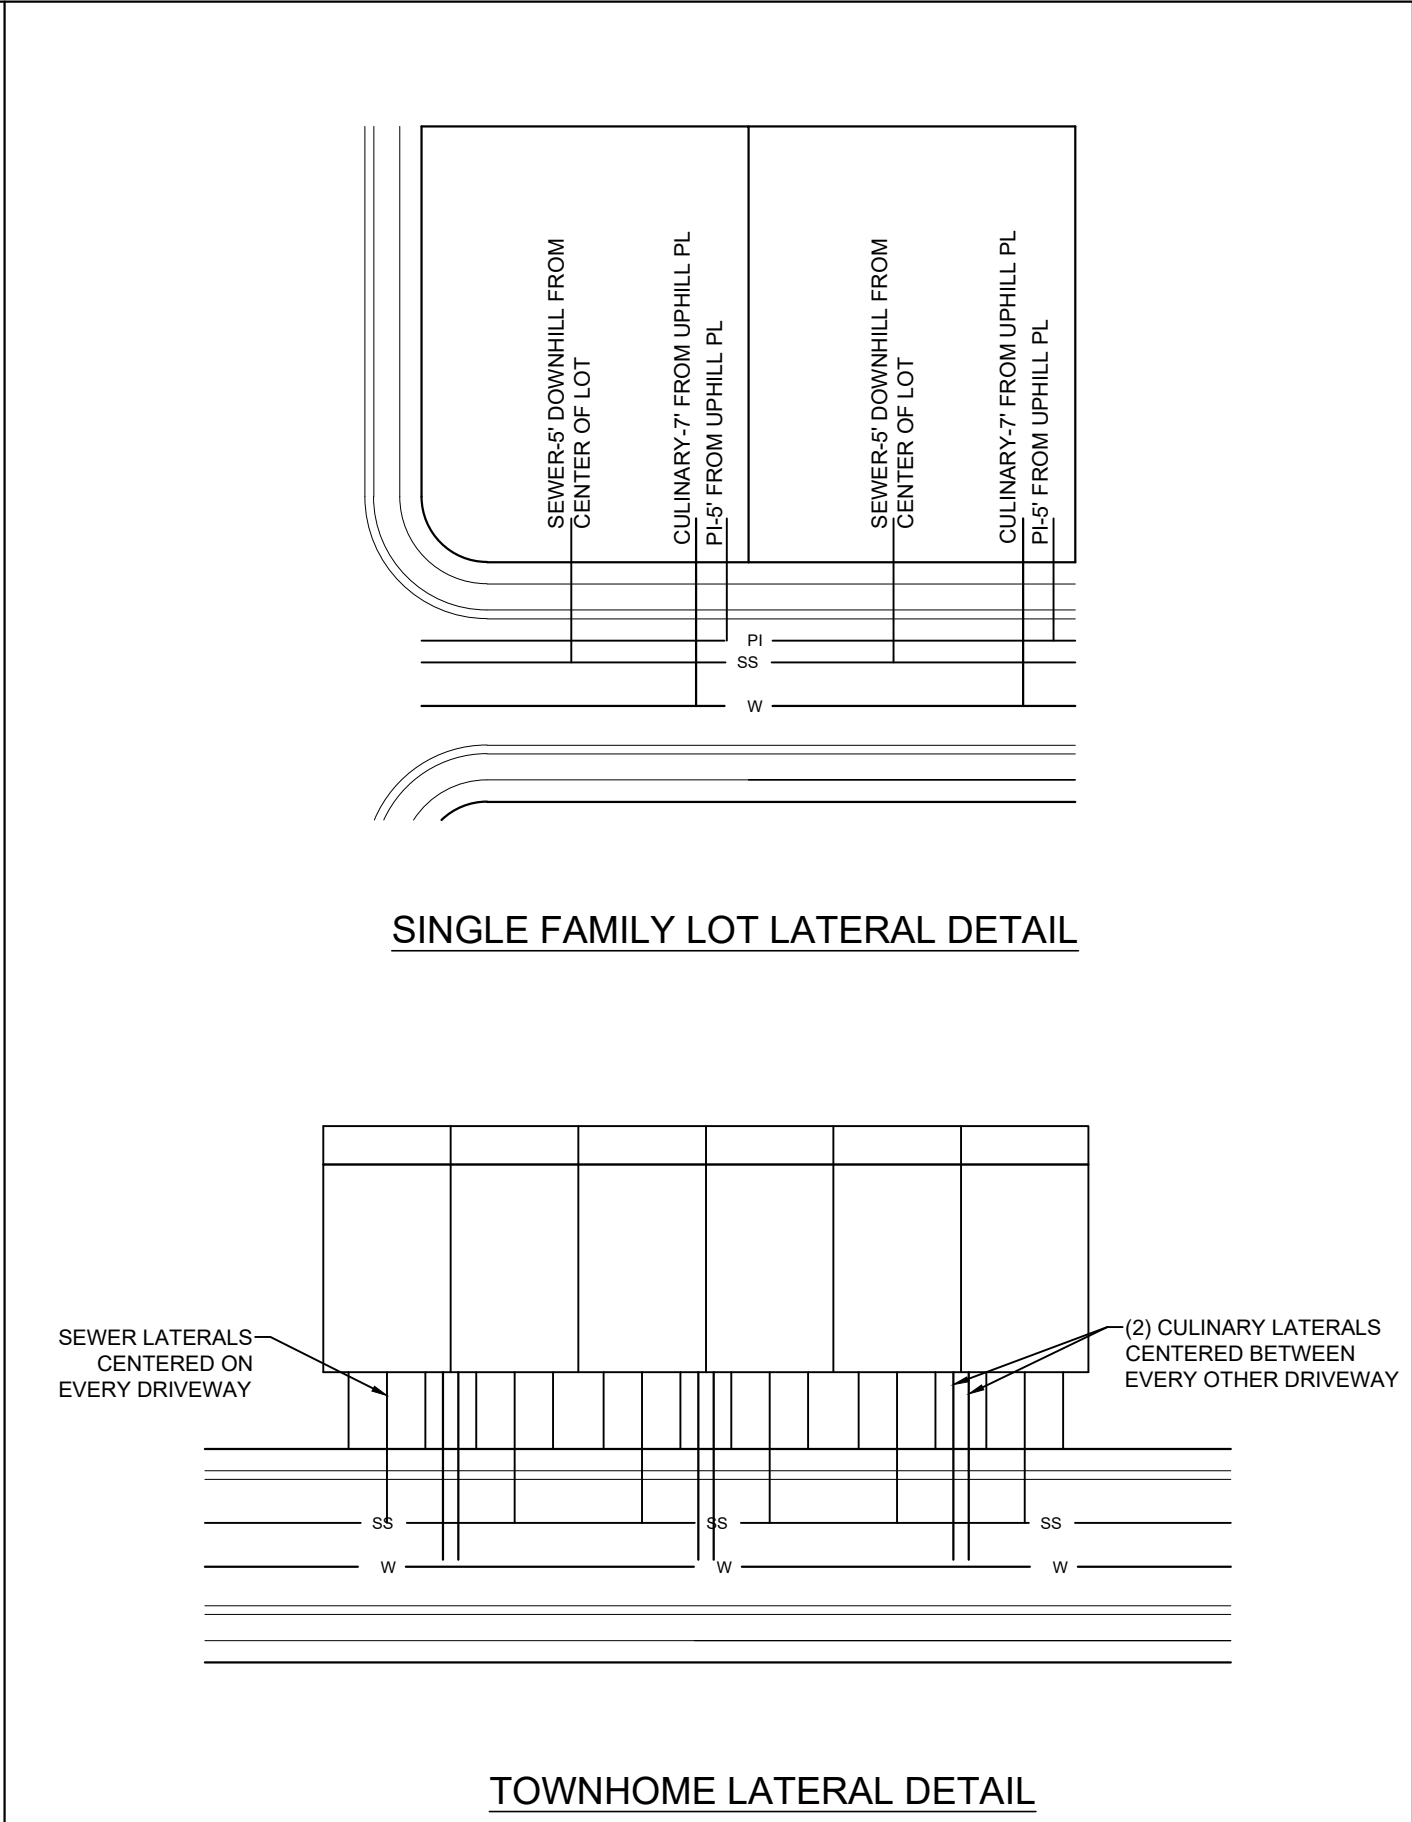 SEWER-5' DOWNHILL FROM
CENTER OF LOT
CULINARY-7' FROM UPHILL PL
PI-5' FROM UPHILL PL
SEWER-5' DOWNHILL FROM
CENTER OF LOT
CULINARY-7' FROM UPHILL PL
PI-5' FROM UPHILL PL
PI
SS
W
SINGLE FAMILY LOT LATERAL DETAIL
SEWER LATERALS
CENTERED ON
EVERY DRIVEWAY
(2) CULINARY LATERALS
CENTERED BETWEEN
EVERY OTHER DRIVEWAY
SS SS SS
W W W
TOWNHOME LATERAL DETAIL